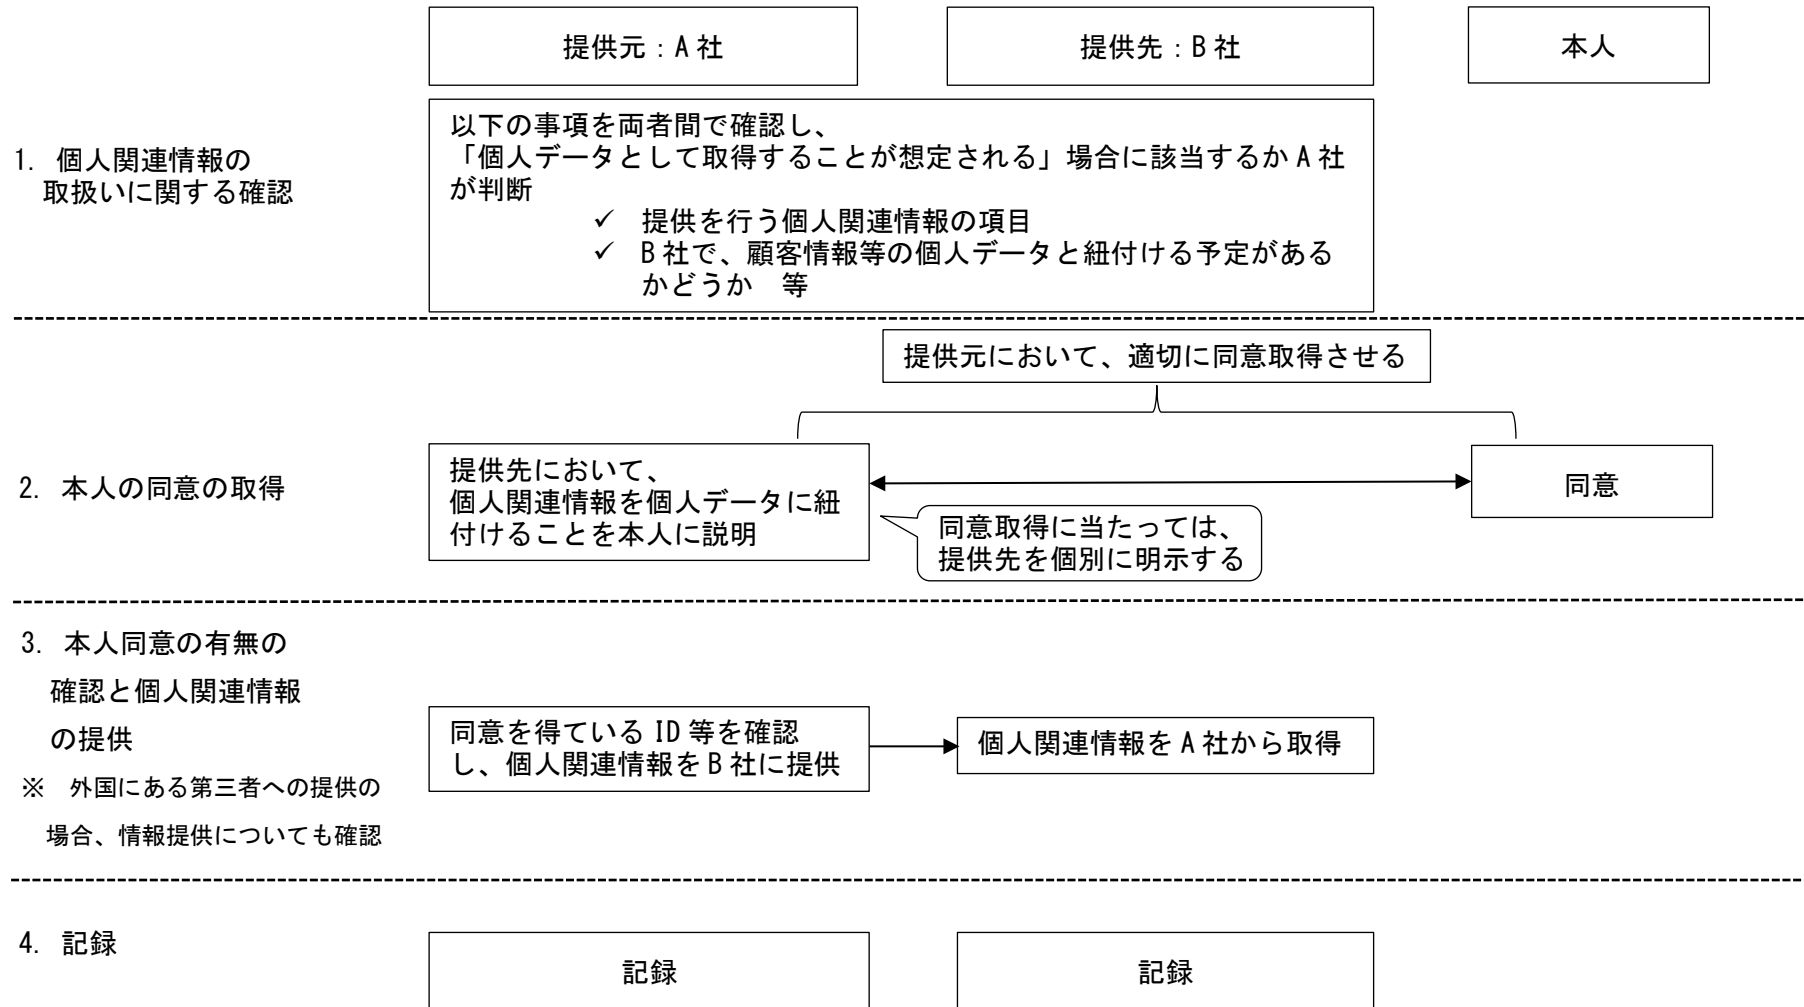 提供元：A 社
提供先：B 社
本人
1. 個人関連情報の
取扱いに関する確認
以下の事項を両者間で確認し、
「個人データとして取得することが想定される」場合に該当するか A 社
が判断
✓ 提供を行う個人関連情報の項目
✓ B 社で、顧客情報等の個人データと紐付ける予定がある
かどうか　等
提供元において、適切に同意取得させる
2. 本人の同意の取得
提供先において、
個人関連情報を個人データに紐
付けることを本人に説明
同意
同意取得に当たっては、
提供先を個別に明示する
3. 本人同意の有無の
確認と個人関連情報
の提供
※　外国にある第三者への提供の
場合、情報提供についても確認
同意を得ている ID 等を確認
し、個人関連情報を B 社に提供
個人関連情報を A 社から取得
4. 記録
記録
記録